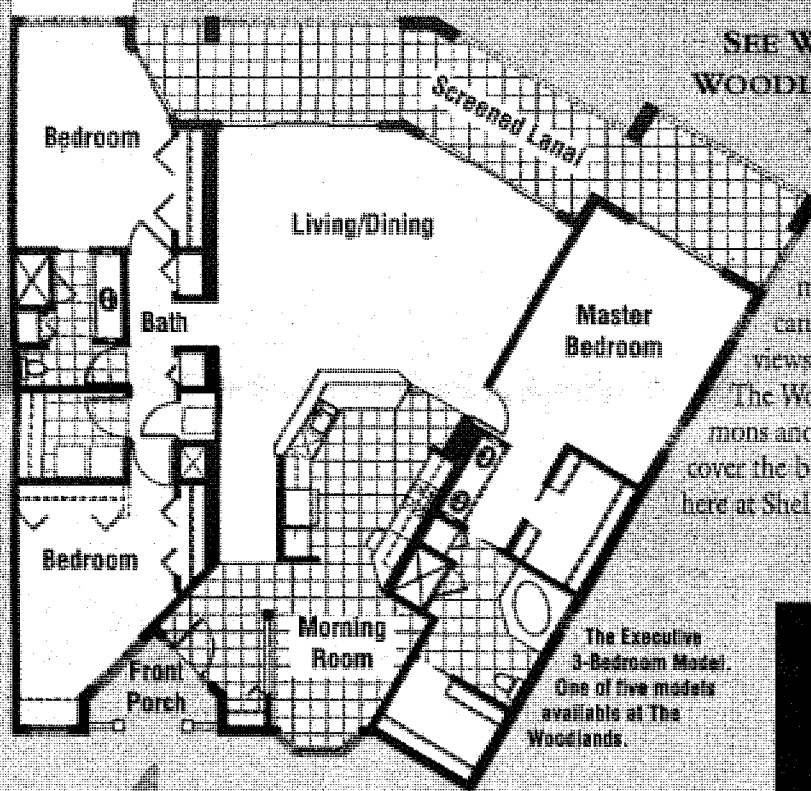 SEE
WOODL
Screened Lanai
Bedroom
Living/Dining
Bath
Master
Bedroom
can
views
The Wo
mons and
cover the b
here at Shel
Bedroom
Morning
Room
Front
Porch
The Executive
3-Bedroom Model.
One of five models
available at The
Woodlands.